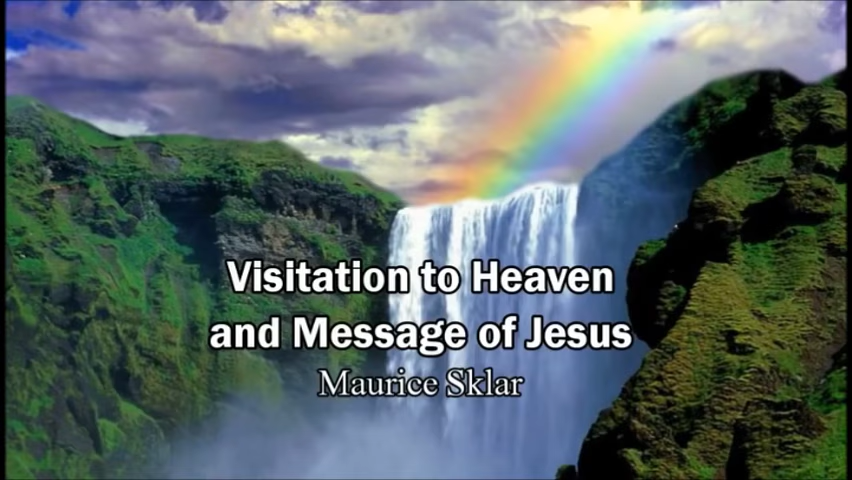 Visitation to Heaven
and Message of Jesus
Maurice Sklar